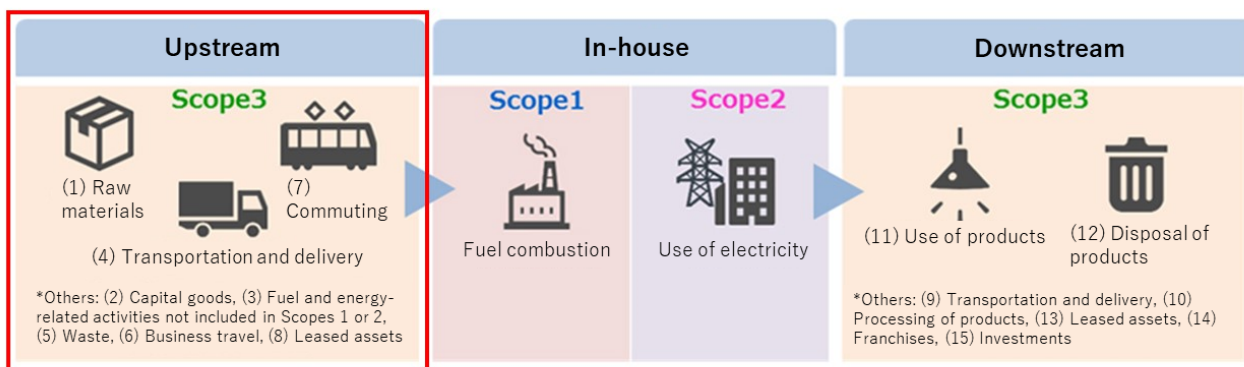 Upstream
Scope3
(1) Raw
materials
(7)
Commuting
(4) Transportation and delivery
*Others: (2) Capital goods, (3) Fuel and energy-
related activities not included in Scopes 1 or 2,
(5) Waste, (6) Business travel, (8) Leased assets
In-house
Scope1
Fuel combustion
Scope2
Use of electricity
Downstream
Scope3
(11) Use of products
(12) Disposal of
products
*Others: (9) Transportation and delivery, (10)
Processing of products, (13) Leased assets, (14)
Franchises, (15) Investments